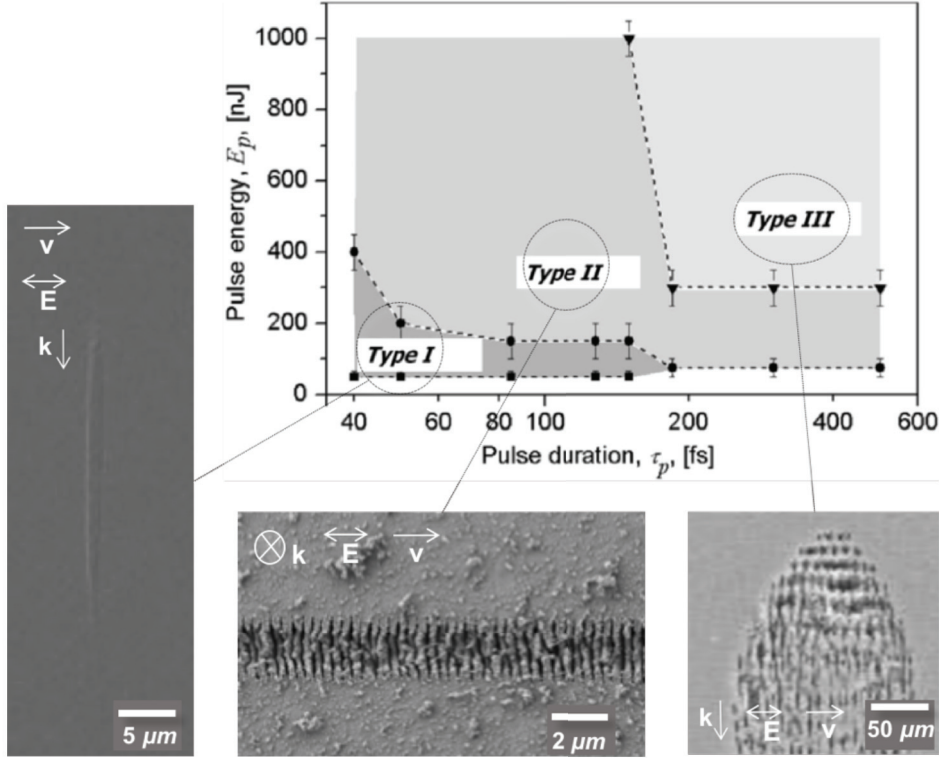 1000
800
600
400
200
0
Pulse energy, E_p, [nJ]
Type I
Type II
Type III
40 60 80 100 200 400 600
Pulse duration, τ_p, [fs]
v
E
k
5 µm
k E v
2 µm
k E v
50 µm